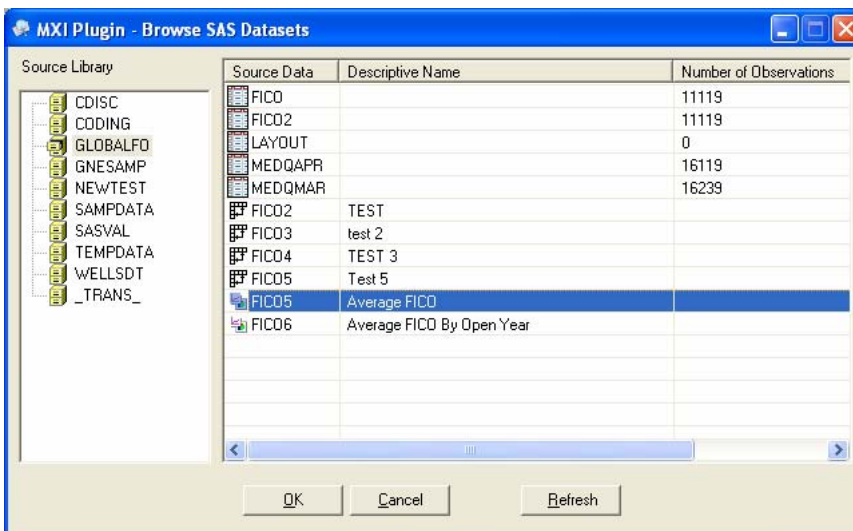 MXI Plugin - Browse SAS Datasets
Source Library
CDISC
CODING
GLOBALFO
GNESAMP
NEWTEST
SAMPDATA
SASVAL
TEMPDATA
WELLSDT
_TRANS_
Source Data Descriptive Name Number of Observations
FICO 11119
FICO2 11119
LAYOUT 0
MEDQAPR 16119
MEDQMAR 16239
FICO2 TEST
FICO3 test 2
FICO4 TEST 3
FICO5 Test 5
FICO5 Average FICO
FICO6 Average FICO By Open Year
OK Cancel Refresh